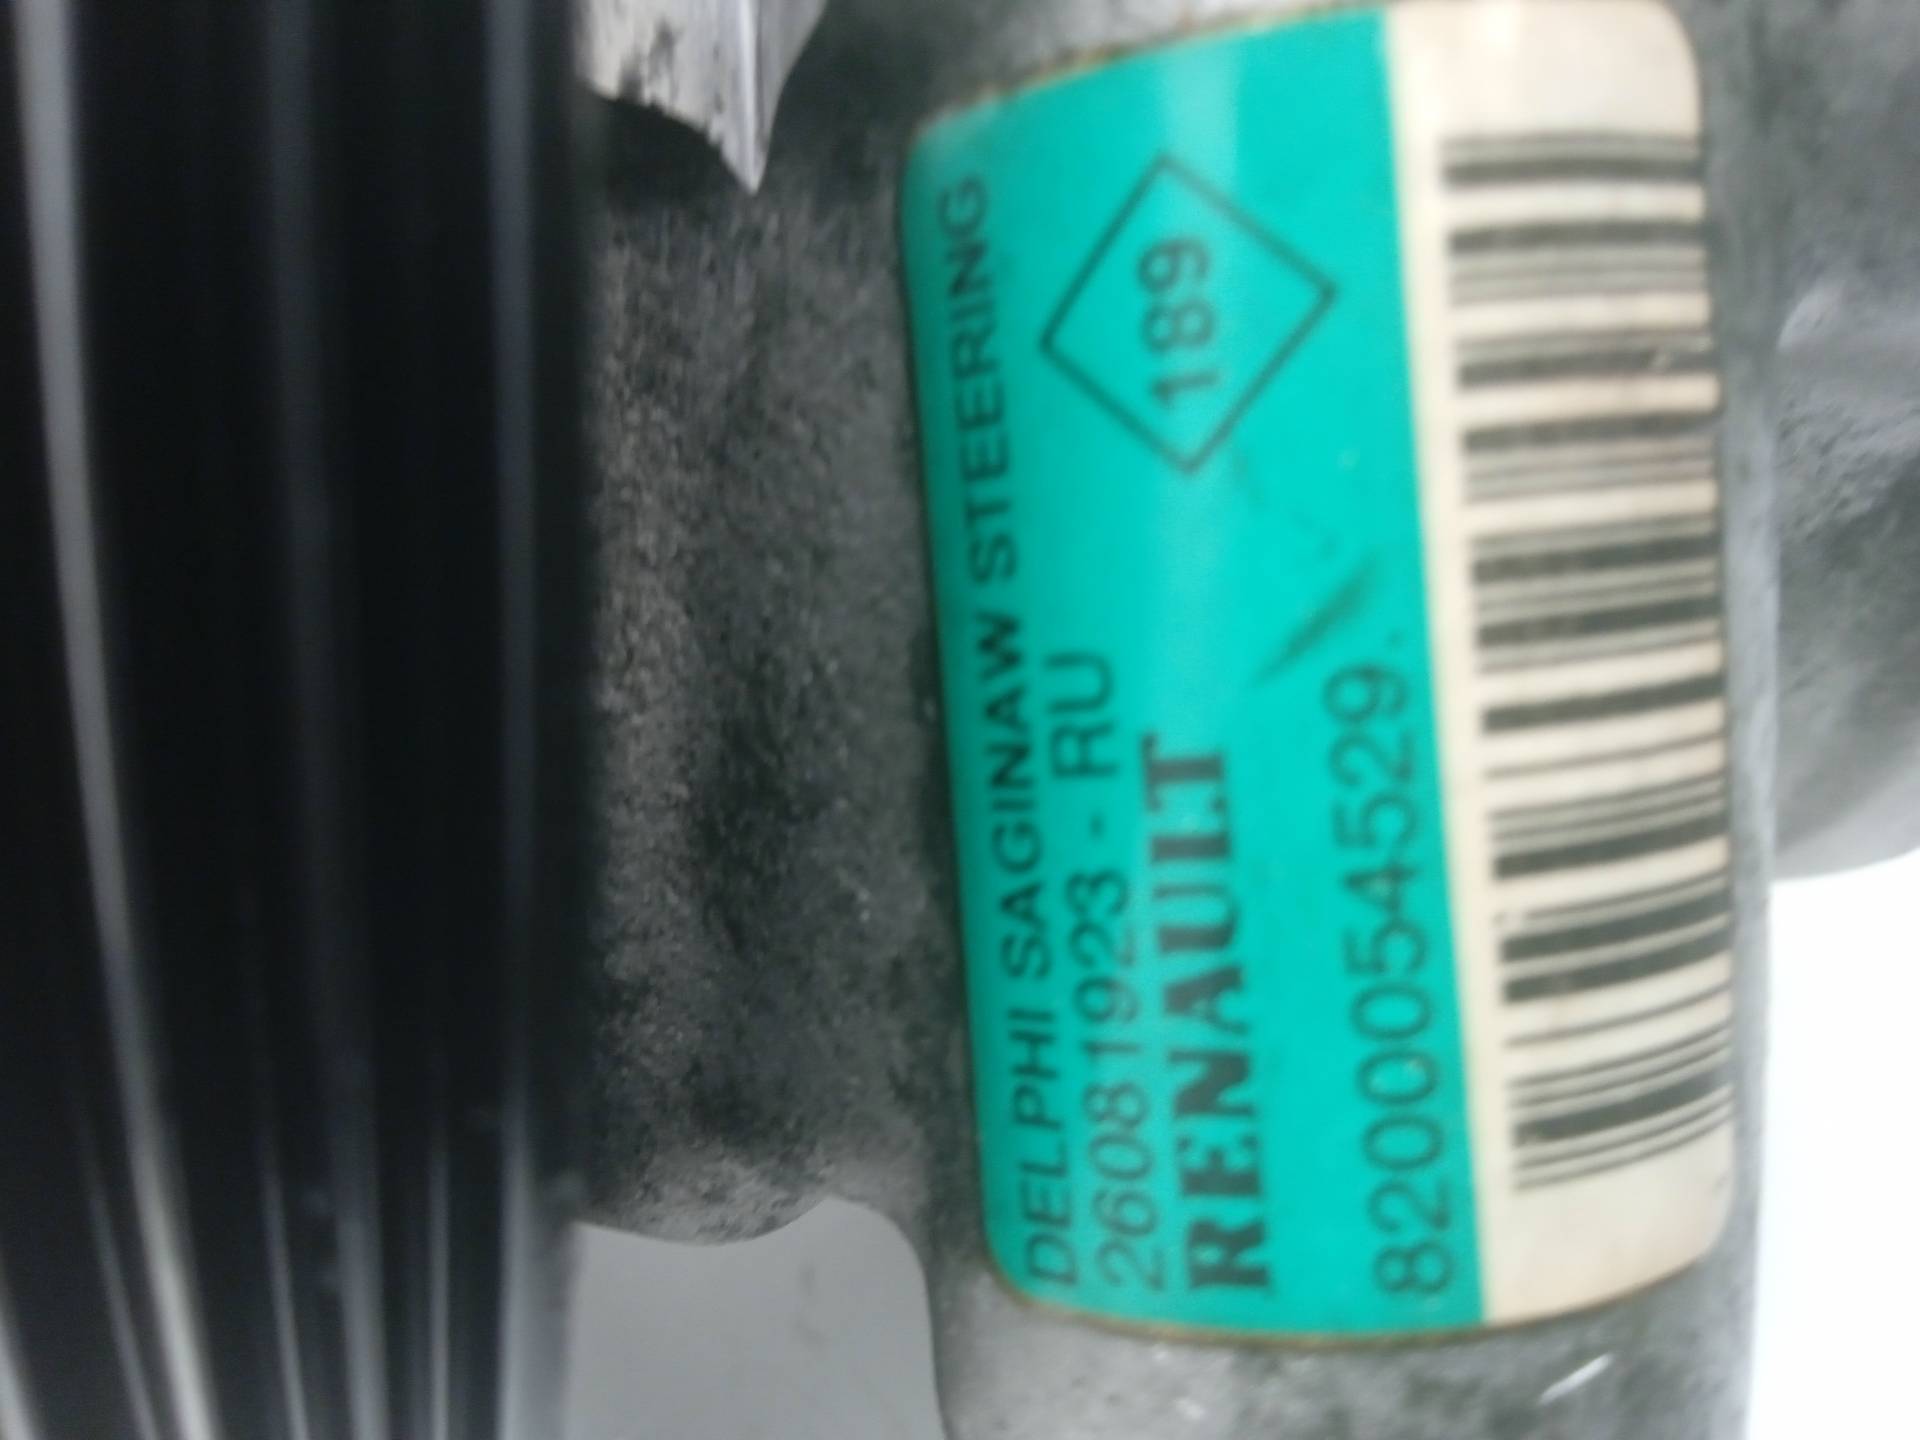 DELPHI SAGINAW STEERING
26081923 - RU
RENAULT
189
8200054529.